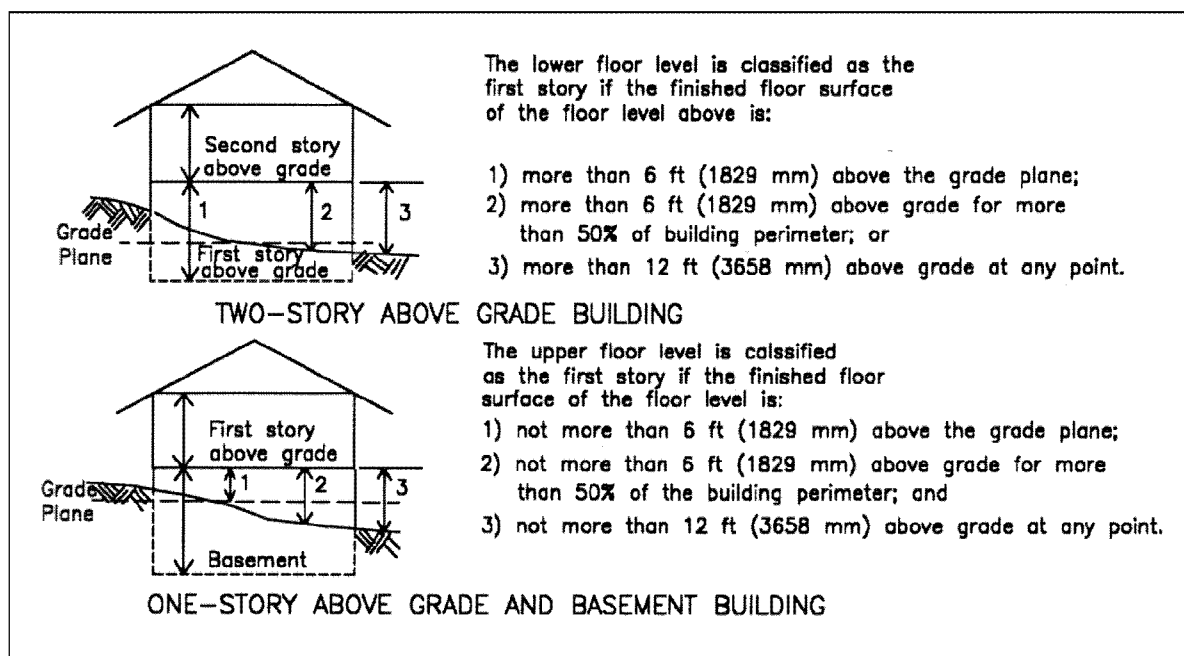 The lower floor level is classified as the
first story if the finished floor surface
of the floor level above is:
1) more than 6 ft (1829 mm) above the grade plane;
2) more than 6 ft (1829 mm) above grade for more
than 50% of building perimeter; or
3) more than 12 ft (3658 mm) above grade at any point.
Second story
above grade
1
2
3
Grade
Plane
First story
above grade
TWO-STORY ABOVE GRADE BUILDING
The upper floor level is calssified
as the first story if the finished floor
surface of the floor level is:
1) not more than 6 ft (1829 mm) above the grade plane;
2) not more than 6 ft (1829 mm) above grade for more
than 50% of the building perimeter; and
3) not more than 12 ft (3658 mm) above grade at any point.
First story
above grade
1
2
3
Grade
Plane
Basement
ONE-STORY ABOVE GRADE AND BASEMENT BUILDING